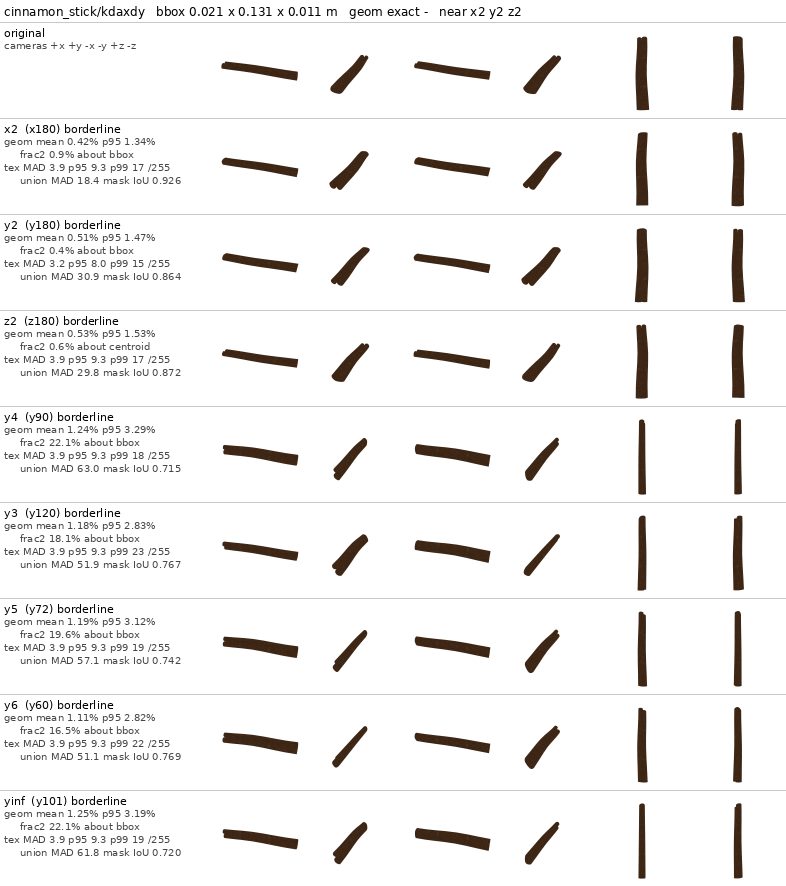 cinnamon_stick/kdaxdy   bbox 0.021 x 0.131 x 0.011 m   geom exact -   near x2 y2 z2
original
cameras +x +y -x -y +z -z
x2  (x180) borderline
geom mean 0.42% p95 1.34%
frac2 0.9% about bbox
tex MAD 3.9 p95 9.3 p99 17 /255
union MAD 18.4 mask IoU 0.926
y2  (y180) borderline
geom mean 0.51% p95 1.47%
frac2 0.4% about bbox
tex MAD 3.2 p95 8.0 p99 15 /255
union MAD 30.9 mask IoU 0.864
z2  (z180) borderline
geom mean 0.53% p95 1.53%
frac2 0.6% about centroid
tex MAD 3.9 p95 9.3 p99 17 /255
union MAD 29.8 mask IoU 0.872
y4  (y90) borderline
geom mean 1.24% p95 3.29%
frac2 22.1% about bbox
tex MAD 3.9 p95 9.3 p99 18 /255
union MAD 63.0 mask IoU 0.715
y3  (y120) borderline
geom mean 1.18% p95 2.83%
frac2 18.1% about bbox
tex MAD 3.9 p95 9.3 p99 23 /255
union MAD 51.9 mask IoU 0.767
y5  (y72) borderline
geom mean 1.19% p95 3.12%
frac2 19.6% about bbox
tex MAD 3.9 p95 9.3 p99 19 /255
union MAD 57.1 mask IoU 0.742
y6  (y60) borderline
geom mean 1.11% p95 2.82%
frac2 16.5% about bbox
tex MAD 3.9 p95 9.3 p99 22 /255
union MAD 51.1 mask IoU 0.769
yinf  (y101) borderline
geom mean 1.25% p95 3.19%
frac2 22.1% about bbox
tex MAD 3.9 p95 9.3 p99 19 /255
union MAD 61.8 mask IoU 0.720